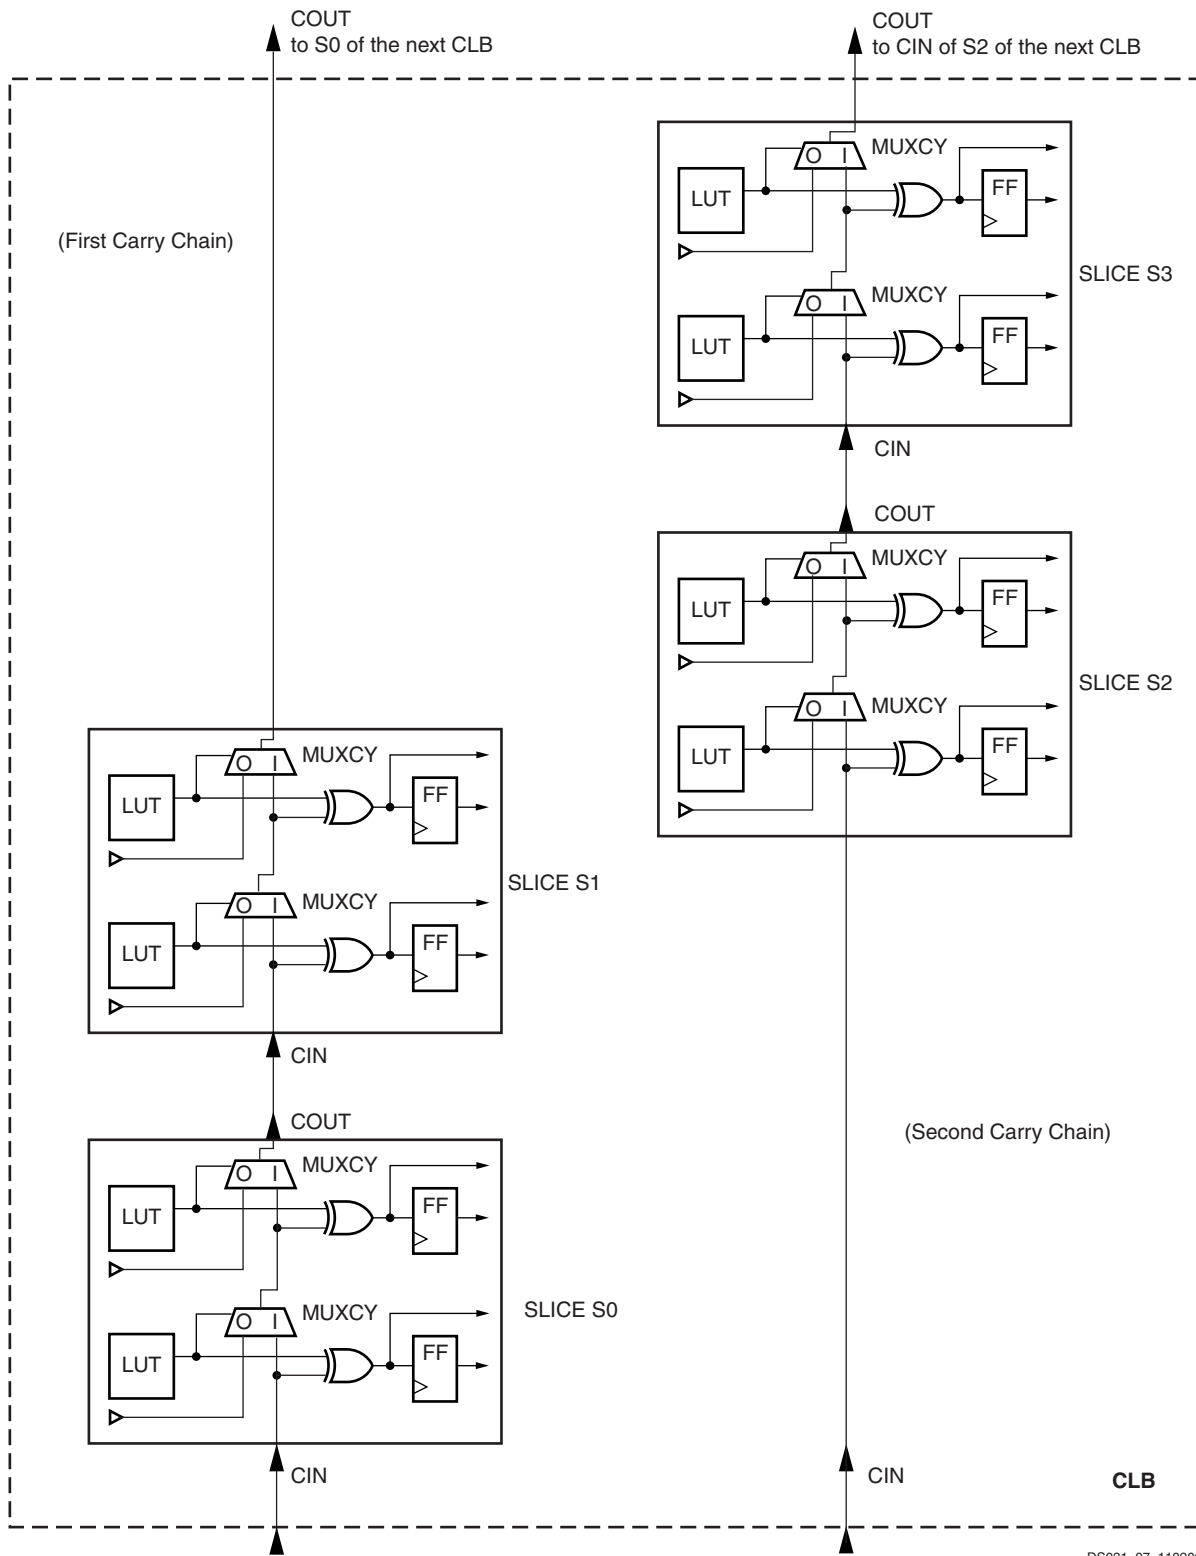 COUT
to S0 of the next CLB
COUT
to CIN of S2 of the next CLB
(First Carry Chain)
O I MUXCY
LUT
FF
SLICE S3
O I MUXCY
LUT
FF
CIN
COUT
O I MUXCY
LUT
FF
SLICE S2
O I MUXCY
LUT
FF
O I MUXCY
LUT
FF
SLICE S1
O I MUXCY
LUT
FF
CIN
COUT
(Second Carry Chain)
O I MUXCY
LUT
FF
SLICE S0
O I MUXCY
LUT
FF
CIN
CIN
CLB